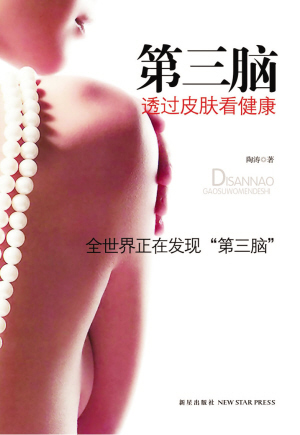 第三脑
透过皮肤看健康
陶涛◎著
DISANNAO
GAOSUWOMENDESHI
全世界正在发现“第三脑”
新星出版社 NEW STAR PRESS